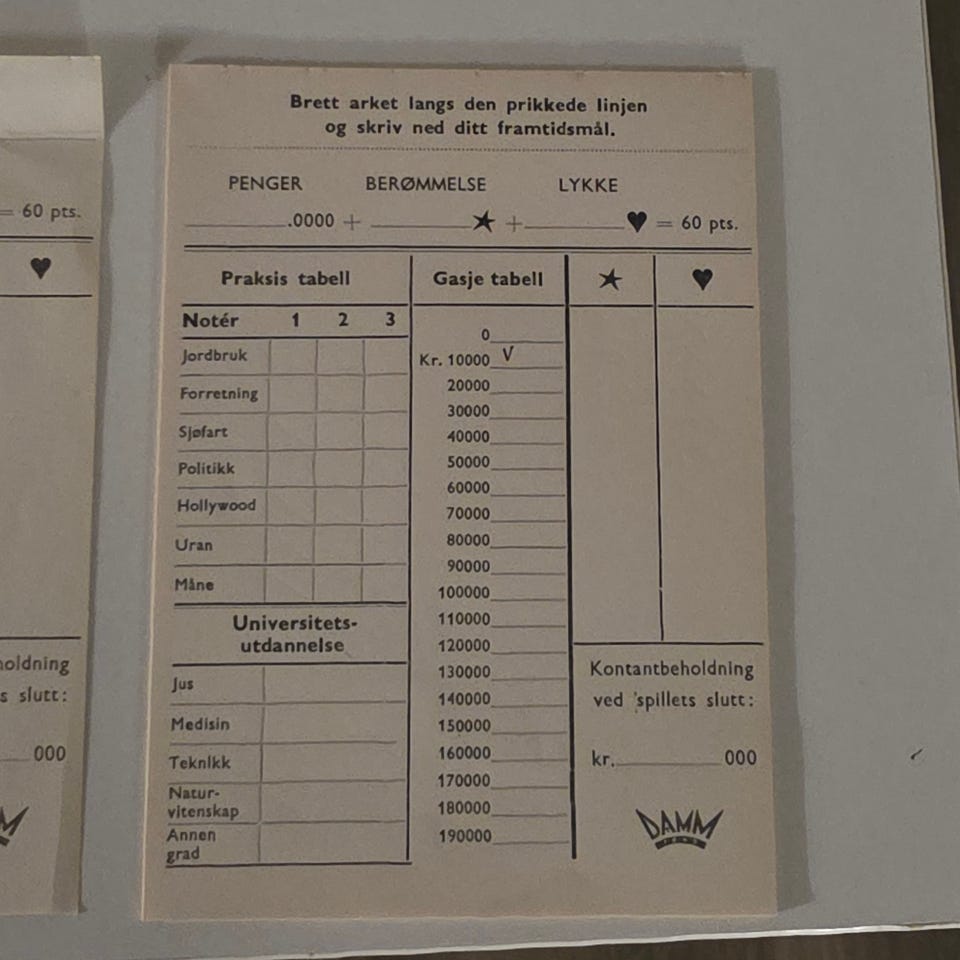 Brett arket langs den prikkede linjen
og skriv ned ditt framtidsmål.
PENGER BERØMMELSE LYKKE
.0000 + ★ + ♥ = 60 pts.
Praksis tabell
Notér 1 2 3
Jordbruk
Forretning
Sjøfart
Politikk
Hollywood
Uran
Måne
Universitets-
utdannelse
Jus
Medisin
Teknikk
Natur-
vitenskap
Annen
grad
Gasje tabell
0
Kr. 10000 V
20000
30000
40000
50000
60000
70000
80000
90000
100000
110000
120000
130000
140000
150000
160000
170000
180000
190000
★ ♥
Kontantbeholdning
ved spillets slutt:
kr. 000
DAMM
= 60 pts.
♥
holdning
s slutt:
000
M